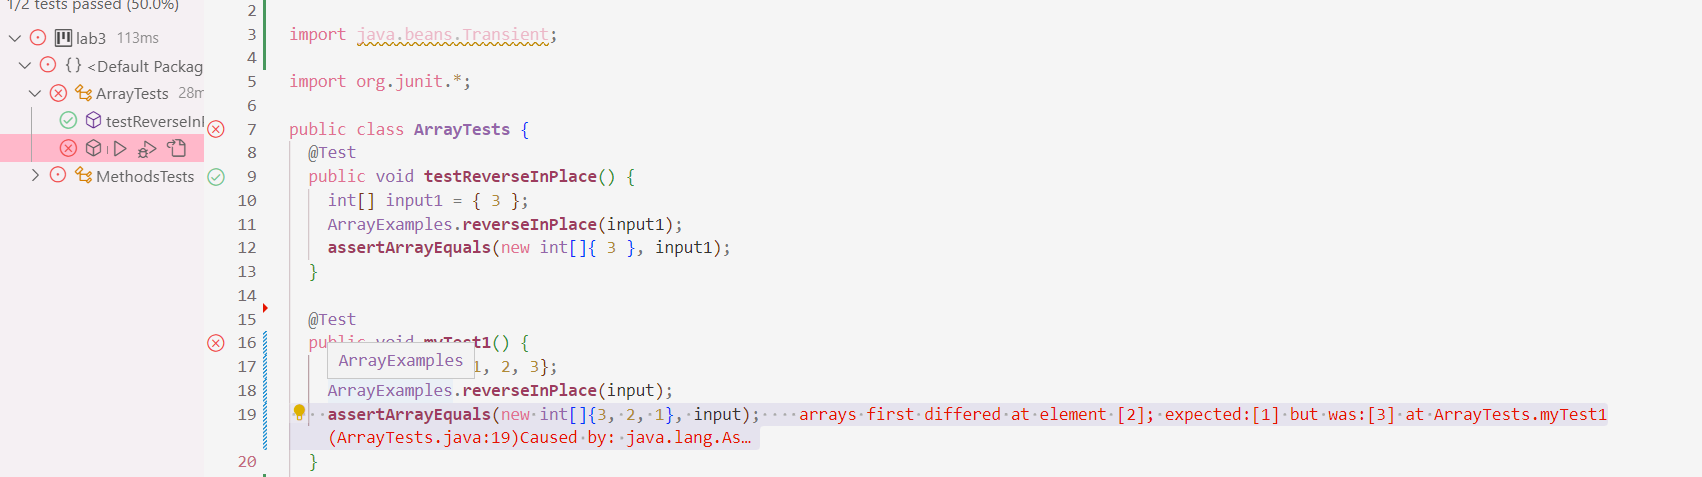 1/2 tests passed (50.0%)
lab3 113ms
{} <Default Packag
ArrayTests 28m
testReverseInl
MethodsTests
2
3 import java.beans.Transient;
4
5 import org.junit.*;
6
7 public class ArrayTests {
8 @Test
9 public void testReverseInPlace() {
10 int[] input1 = { 3 };
11 ArrayExamples.reverseInPlace(input1);
12 assertArrayEquals(new int[]{ 3 }, input1);
13 }
14
15 @Test
16 public void myTest1() {
ArrayExamples
17 1, 2, 3};
18 ArrayExamples.reverseInPlace(input);
19 assertArrayEquals(new int[]{3, 2, 1}, input); arrays first differed at element [2]; expected:[1] but was:[3] at ArrayTests.myTest1
(ArrayTests.java:19)Caused by: java.lang.As…
20 }